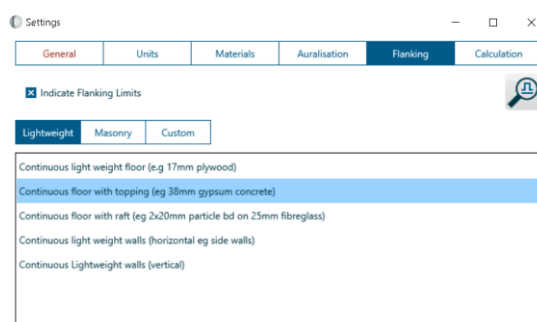 Settings
General Units Materials Auralisation Flanking Calculation
Indicate Flanking Limits
Lightweight Masonry Custom
Continuous light weight floor (e.g 17mm plywood)
Continuous floor with topping (eg 38mm gypsum concrete)
Continuous floor with raft (eg 2x20mm particle bd on 25mm fibreglass)
Continuous light weight walls (horizontal eg side walls)
Continuous Lightweight walls (vertical)